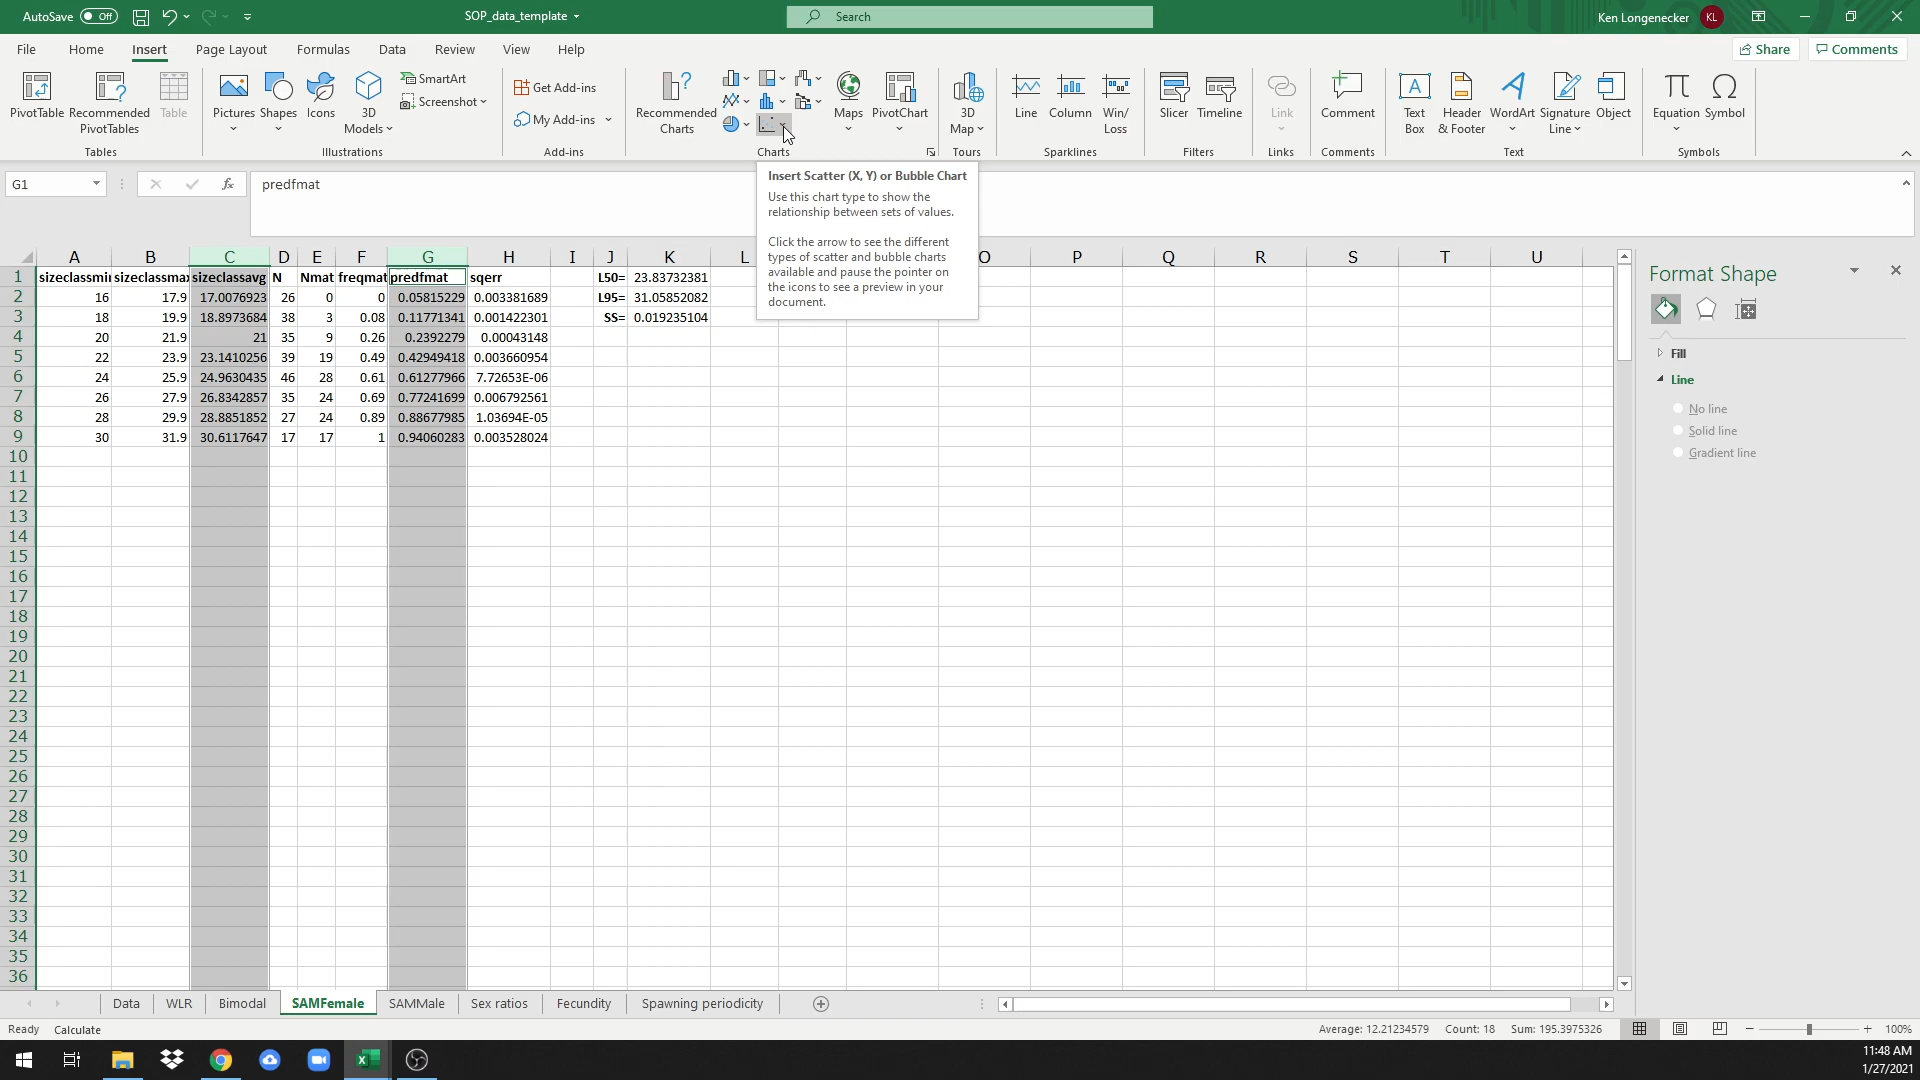 AutoSave Off SOP_data_template Search Ken Longenecker KL
File Home Insert Page Layout Formulas Data Review View Help Share Comments
PivotTable Recommended PivotTables Table
Tables
Pictures Shapes Icons 3D Models SmartArt Screenshot
Illustrations
Get Add-ins
My Add-ins
Add-ins
Recommended Charts Maps PivotChart
Charts
3D Map
Tours
Line Column Win/Loss
Sparklines
Slicer Timeline
Filters
Link
Links
Comment
Comments
Text Box Header & Footer WordArt Signature Line Object
Text
Equation Symbol
Symbols
G1 fx predfmat
Insert Scatter (X, Y) or Bubble Chart
Use this chart type to show the
relationship between sets of values.
Click the arrow to see the different
types of scatter and bubble charts
available and pause the pointer on
the icons to see a preview in your
document.
A B C D E F G H I J K L O P Q R S T U
1 sizeclassmin sizeclassmax sizeclassavg N Nmat freqmat predfmat sqerr L50= 23.83732381
2 16 17.9 17.0076923 26 0 0 0.05815229 0.003381689 L95= 31.05852082
3 18 19.9 18.8973684 38 3 0.08 0.11771341 0.001422301 SS= 0.019235104
4 20 21.9 21 35 9 0.26 0.2392279 0.00043148
5 22 23.9 23.1410256 39 19 0.49 0.42949418 0.003660954
6 24 25.9 24.9630435 46 28 0.61 0.61277966 7.72653E-06
7 26 27.9 26.8342857 35 24 0.69 0.77241699 0.006792561
8 28 29.9 28.8851852 27 24 0.89 0.88677985 1.03694E-05
9 30 31.9 30.6117647 17 17 1 0.94060283 0.003528024
10
11
12
13
14
15
16
17
18
19
20
21
22
23
24
25
26
27
28
29
30
31
32
33
34
35
36
Format Shape
Fill
Line
No line
Solid line
Gradient line
Data WLR Bimodal SAMFemale SAMMale Sex ratios Fecundity Spawning periodicity
Ready Calculate Average: 12.21234579 Count: 18 Sum: 195.3975326 100%
11:48 AM
1/27/2021